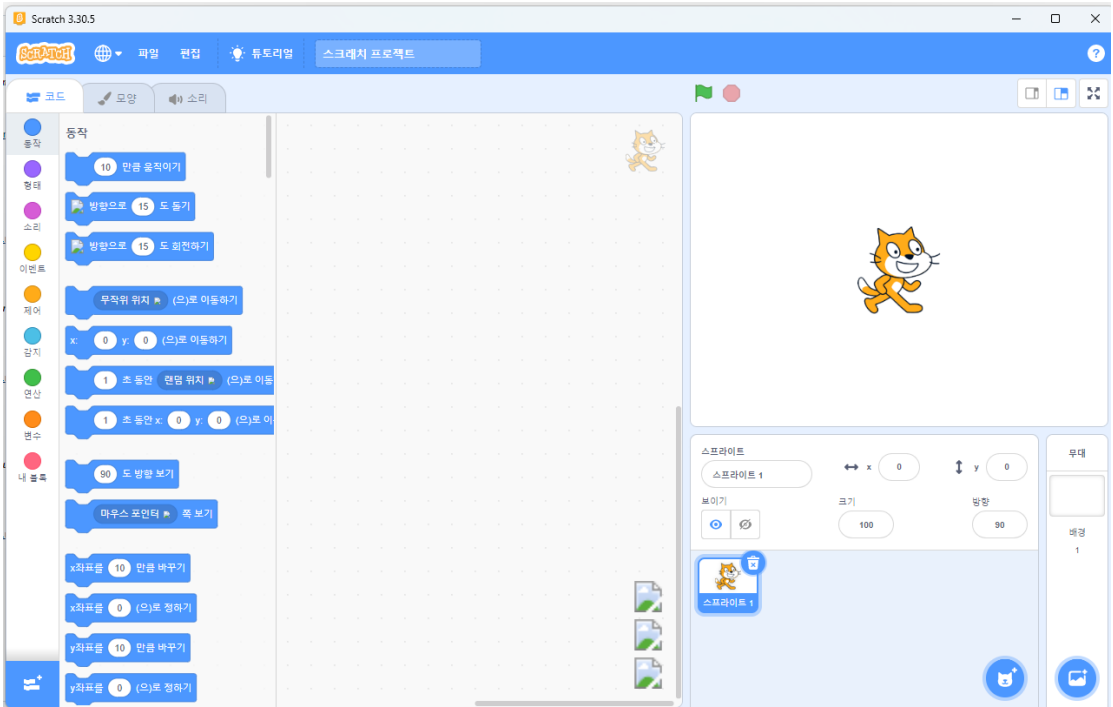 Scratch 3.30.5
SCRATCH 파일 편집 튜토리얼 스크래치 프로젝트 ?
코드 모양 소리
동작
형태
소리
이벤트
제어
감지
연산
변수
내 블록
동작
10 만큼 움직이기
방향으로 15 도 돌기
방향으로 15 도 회전하기
무작위 위치 (으)로 이동하기
x: 0 y: 0 (으)로 이동하기
1 초 동안 랜덤 위치 (으)로 이동
1 초 동안 x: 0 y: 0 (으)로 이
90 도 방향 보기
마우스 포인터 쪽 보기
x좌표를 10 만큼 바꾸기
x좌표를 0 (으)로 정하기
y좌표를 10 만큼 바꾸기
y좌표를 0 (으)로 정하기
스프라이트
스프라이트 1
x 0
y 0
보이기
크기
100
방향
90
스프라이트 1
무대
배경
1